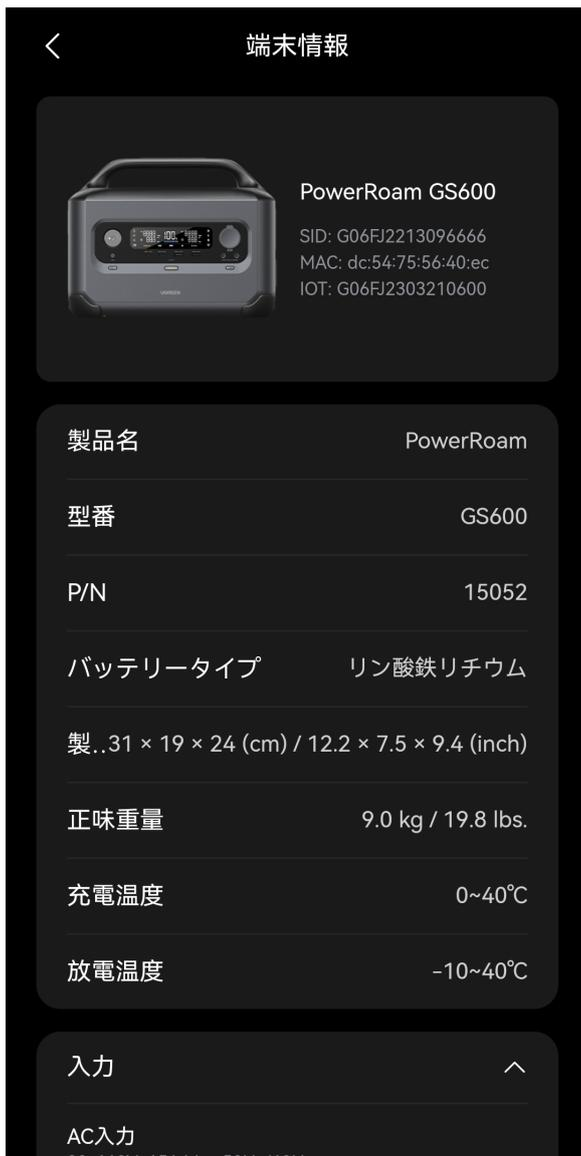 端末情報
PowerRoam GS600
SID: G06FJ2213096666
MAC: dc:54:75:56:40:ec
IOT: G06FJ2303210600
100
UGREEN
製品名 PowerRoam
型番 GS600
P/N 15052
バッテリータイプ リン酸鉄リチウム
製..31 × 19 × 24 (cm) / 12.2 × 7.5 × 9.4 (inch)
正味重量 9.0 kg / 19.8 lbs.
充電温度 0~40℃
放電温度 -10~40℃
入力
AC入力